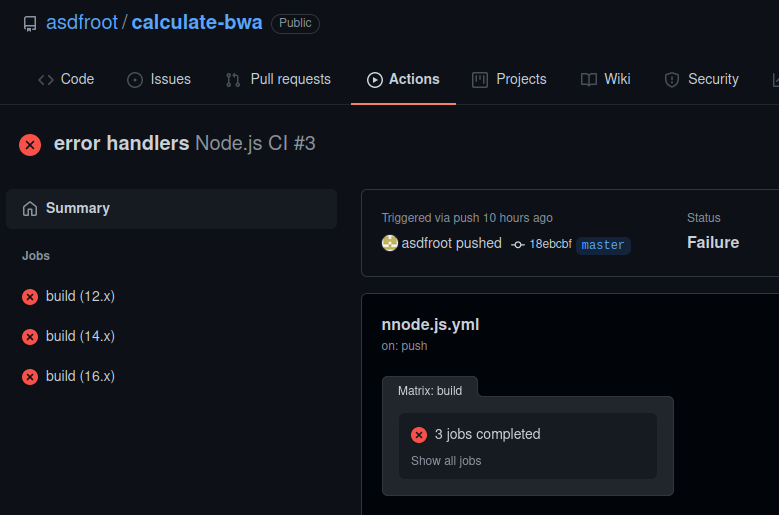 asdfroot / calculate-bwa Public
Code Issues Pull requests Actions Projects Wiki Security
error handlers Node.js CI #3
Summary
Jobs
build (12.x)
build (14.x)
build (16.x)
Triggered via push 10 hours ago
asdfroot pushed 18ebcbf master
Status
Failure
nnode.js.yml
on: push
Matrix: build
3 jobs completed
Show all jobs